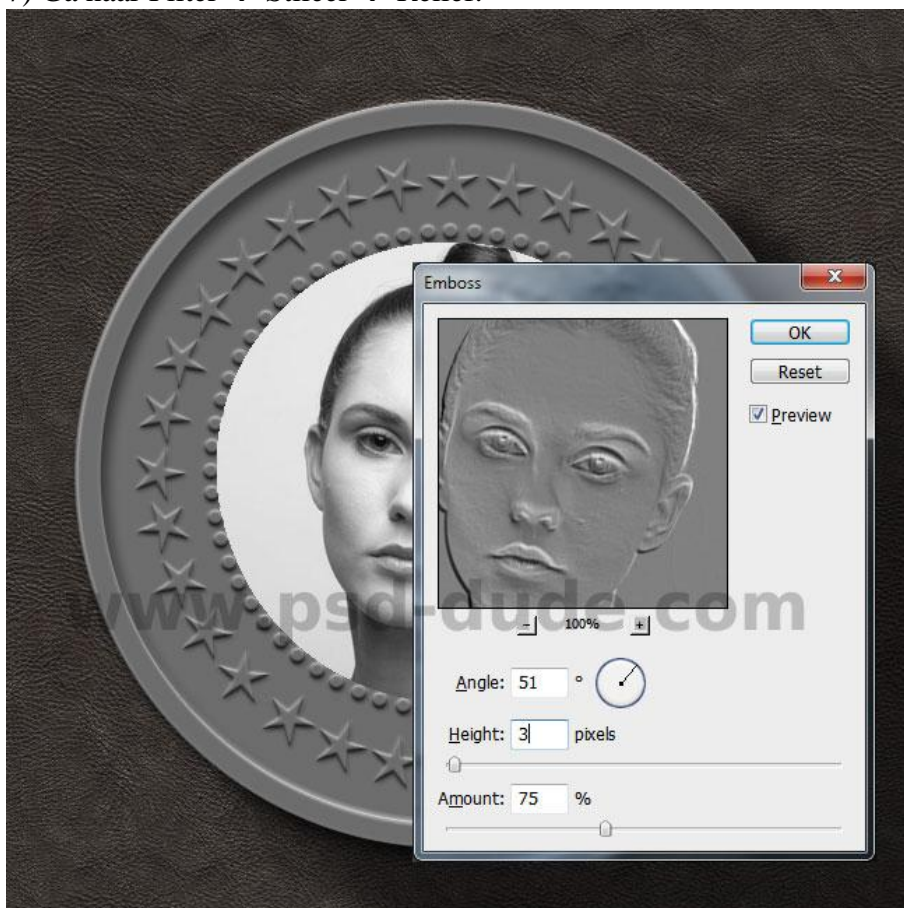 Emboss
OK
Reset
Preview
www.psd-dude.com
100%
Angle: 51 °
Height: 3 pixels
Amount: 75 %